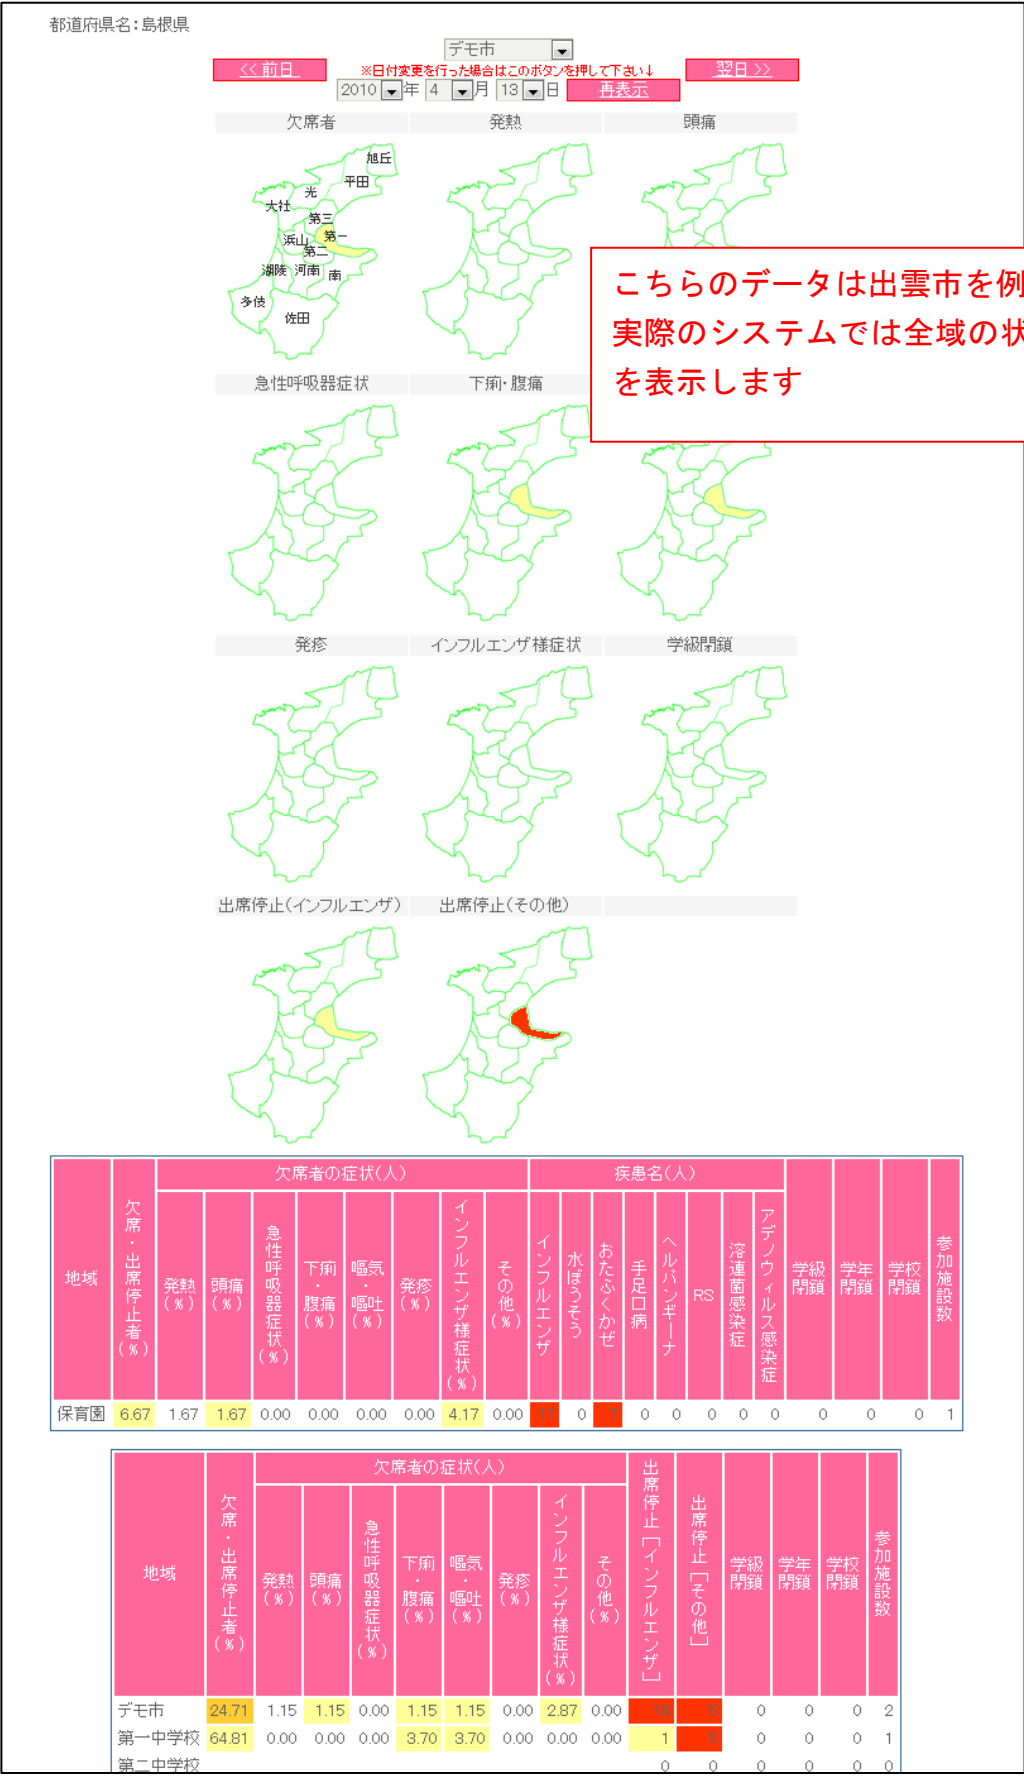 都道府県名：島根県
デモ市
<< 前日
※日付変更を行った場合はこのボタンを押して下さい↓
翌日 >>
2010 年 4 月 13 日 再表示
欠席者 発熱 頭痛
旭丘
平田
光
大社
第三
浜山 第一
第二
湖陵 河南 南
多伎
佐田
こちらのデータは出雲市を例
実際のシステムでは全域の状
を表示します
急性呼吸器症状 下痢・腹痛
発疹 インフルエンザ様症状 学級閉鎖
出席停止(インフルエンザ) 出席停止(その他)
欠席者の症状(人) 疾患名(人)
地域 欠席・出席停止者(%) 発熱(%) 頭痛(%) 急性呼吸器症状(%) 下痢・腹痛(%) 嘔気・嘔吐(%) 発疹(%) インフルエンザ様症状(%) その他(%) インフルエンザ 水ぼうそう おたふくかぜ 手足口病 ヘルパンギーナ RS 溶連菌感染症 アデノウィルス感染症 学級閉鎖 学年閉鎖 学校閉鎖 参加施設数
保育園 6.67 1.67 1.67 0.00 0.00 0.00 0.00 4.17 0.00 0 0 0 0 0 0 0 0 0 1
欠席者の症状(人)
地域 欠席・出席停止者(%) 発熱(%) 頭痛(%) 急性呼吸器症状(%) 下痢・腹痛(%) 嘔気・嘔吐(%) 発疹(%) インフルエンザ様症状(%) その他(%) 出席停止[インフルエンザ] 出席停止[その他] 学級閉鎖 学年閉鎖 学校閉鎖 参加施設数
デモ市 24.71 1.15 1.15 0.00 1.15 1.15 0.00 2.87 0.00 18 5 0 0 0 2
第一中学校 64.81 0.00 0.00 0.00 3.70 3.70 0.00 0.00 0.00 1 5 0 0 0 1
第二中学校 0 0 0 0 0 0